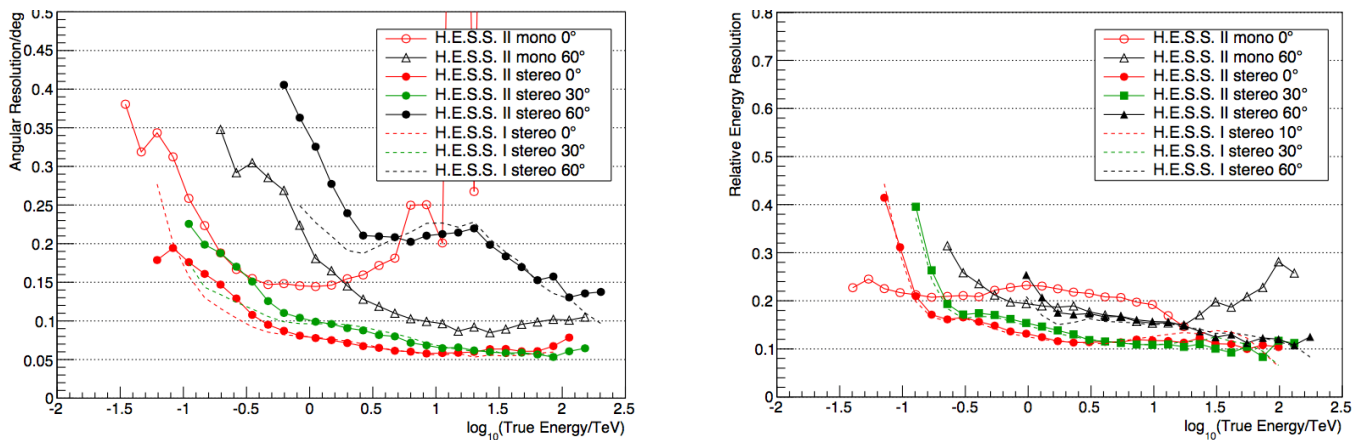 Angular Resolution/deg
0.45
0.4
0.35
0.3
0.25
0.2
0.15
0.1
0.05
0
-2
-1.5
-1
-0.5
0
0.5
1
1.5
2
2.5
log10(True Energy/TeV)
H.E.S.S. II mono 0°
H.E.S.S. II mono 60°
H.E.S.S. II stereo 0°
H.E.S.S. II stereo 30°
H.E.S.S. II stereo 60°
H.E.S.S. I stereo 0°
H.E.S.S. I stereo 30°
H.E.S.S. I stereo 60°
Relative Energy Resolution
0.8
0.7
0.6
0.5
0.4
0.3
0.2
0.1
0
-2
-1.5
-1
-0.5
0
0.5
1
1.5
2
2.5
log10(True Energy/TeV)
H.E.S.S. II mono 0°
H.E.S.S. II mono 60°
H.E.S.S. II stereo 0°
H.E.S.S. II stereo 30°
H.E.S.S. II stereo 60°
H.E.S.S. I stereo 10°
H.E.S.S. I stereo 30°
H.E.S.S. I stereo 60°